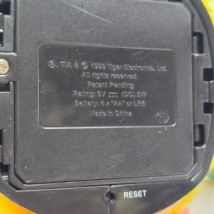 TM & © 1998 Tiger Electronics, Ltd.
All rights reserved.
Patent Pending
Rating: 6V (DC) 3W
Battery: 4 x "AA" or LR6
Made in China
RESET